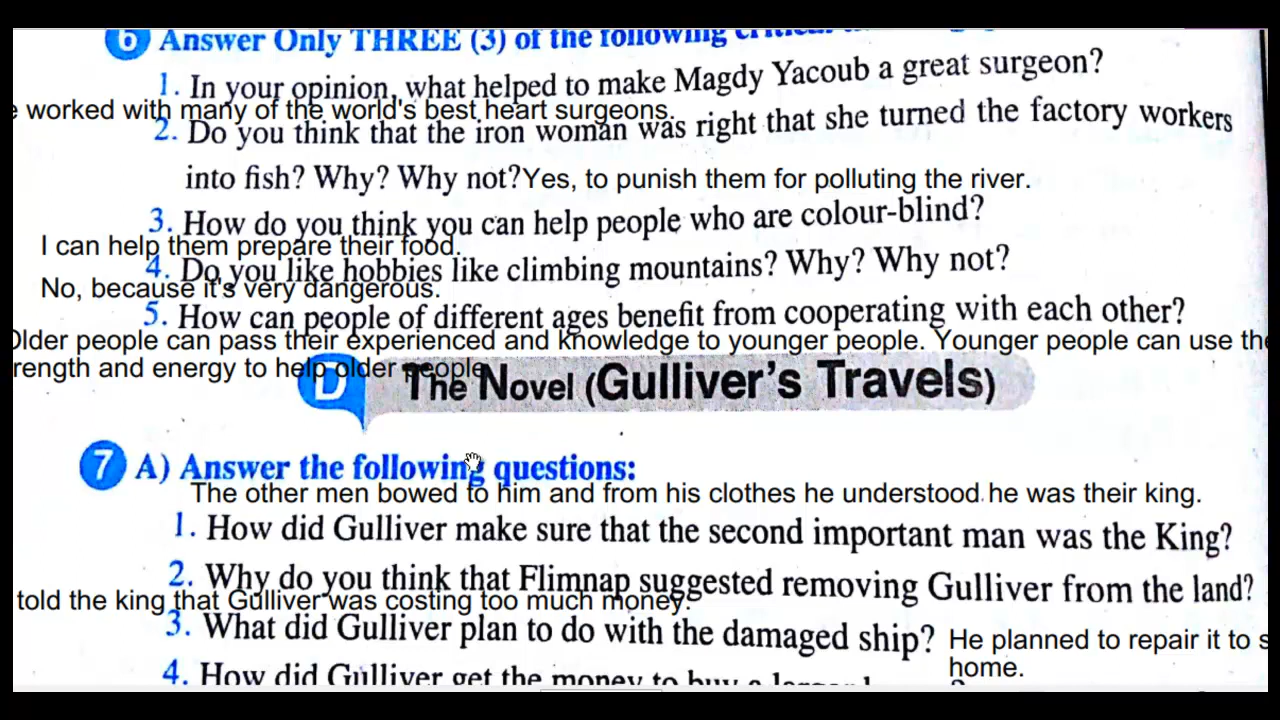 6 Answer Only THREE (3) of the following
1. In your opinion, what helped to make Magdy Yacoub a great surgeon?
worked with many of the world's best heart surgeons.
2. Do you think that the iron woman was right that she turned the factory workers
into fish? Why? Why not? Yes, to punish them for polluting the river.
3. How do you think you can help people who are colour-blind?
I can help them prepare their food.
4. Do you like hobbies like climbing mountains? Why? Why not?
No, because it's very dangerous.
5. How can people of different ages benefit from cooperating with each other?
Older people can pass their experienced and knowledge to younger people. Younger people can use the
rength and energy to help older people.
D The Novel (Gulliver's Travels)
7 A) Answer the following questions:
The other men bowed to him and from his clothes he understood he was their king.
1. How did Gulliver make sure that the second important man was the King?
2. Why do you think that Flimnap suggested removing Gulliver from the land?
told the king that Gulliver was costing too much money.
3. What did Gulliver plan to do with the damaged ship? He planned to repair it to s
home.
4. How did Gulliver get the money to buy a